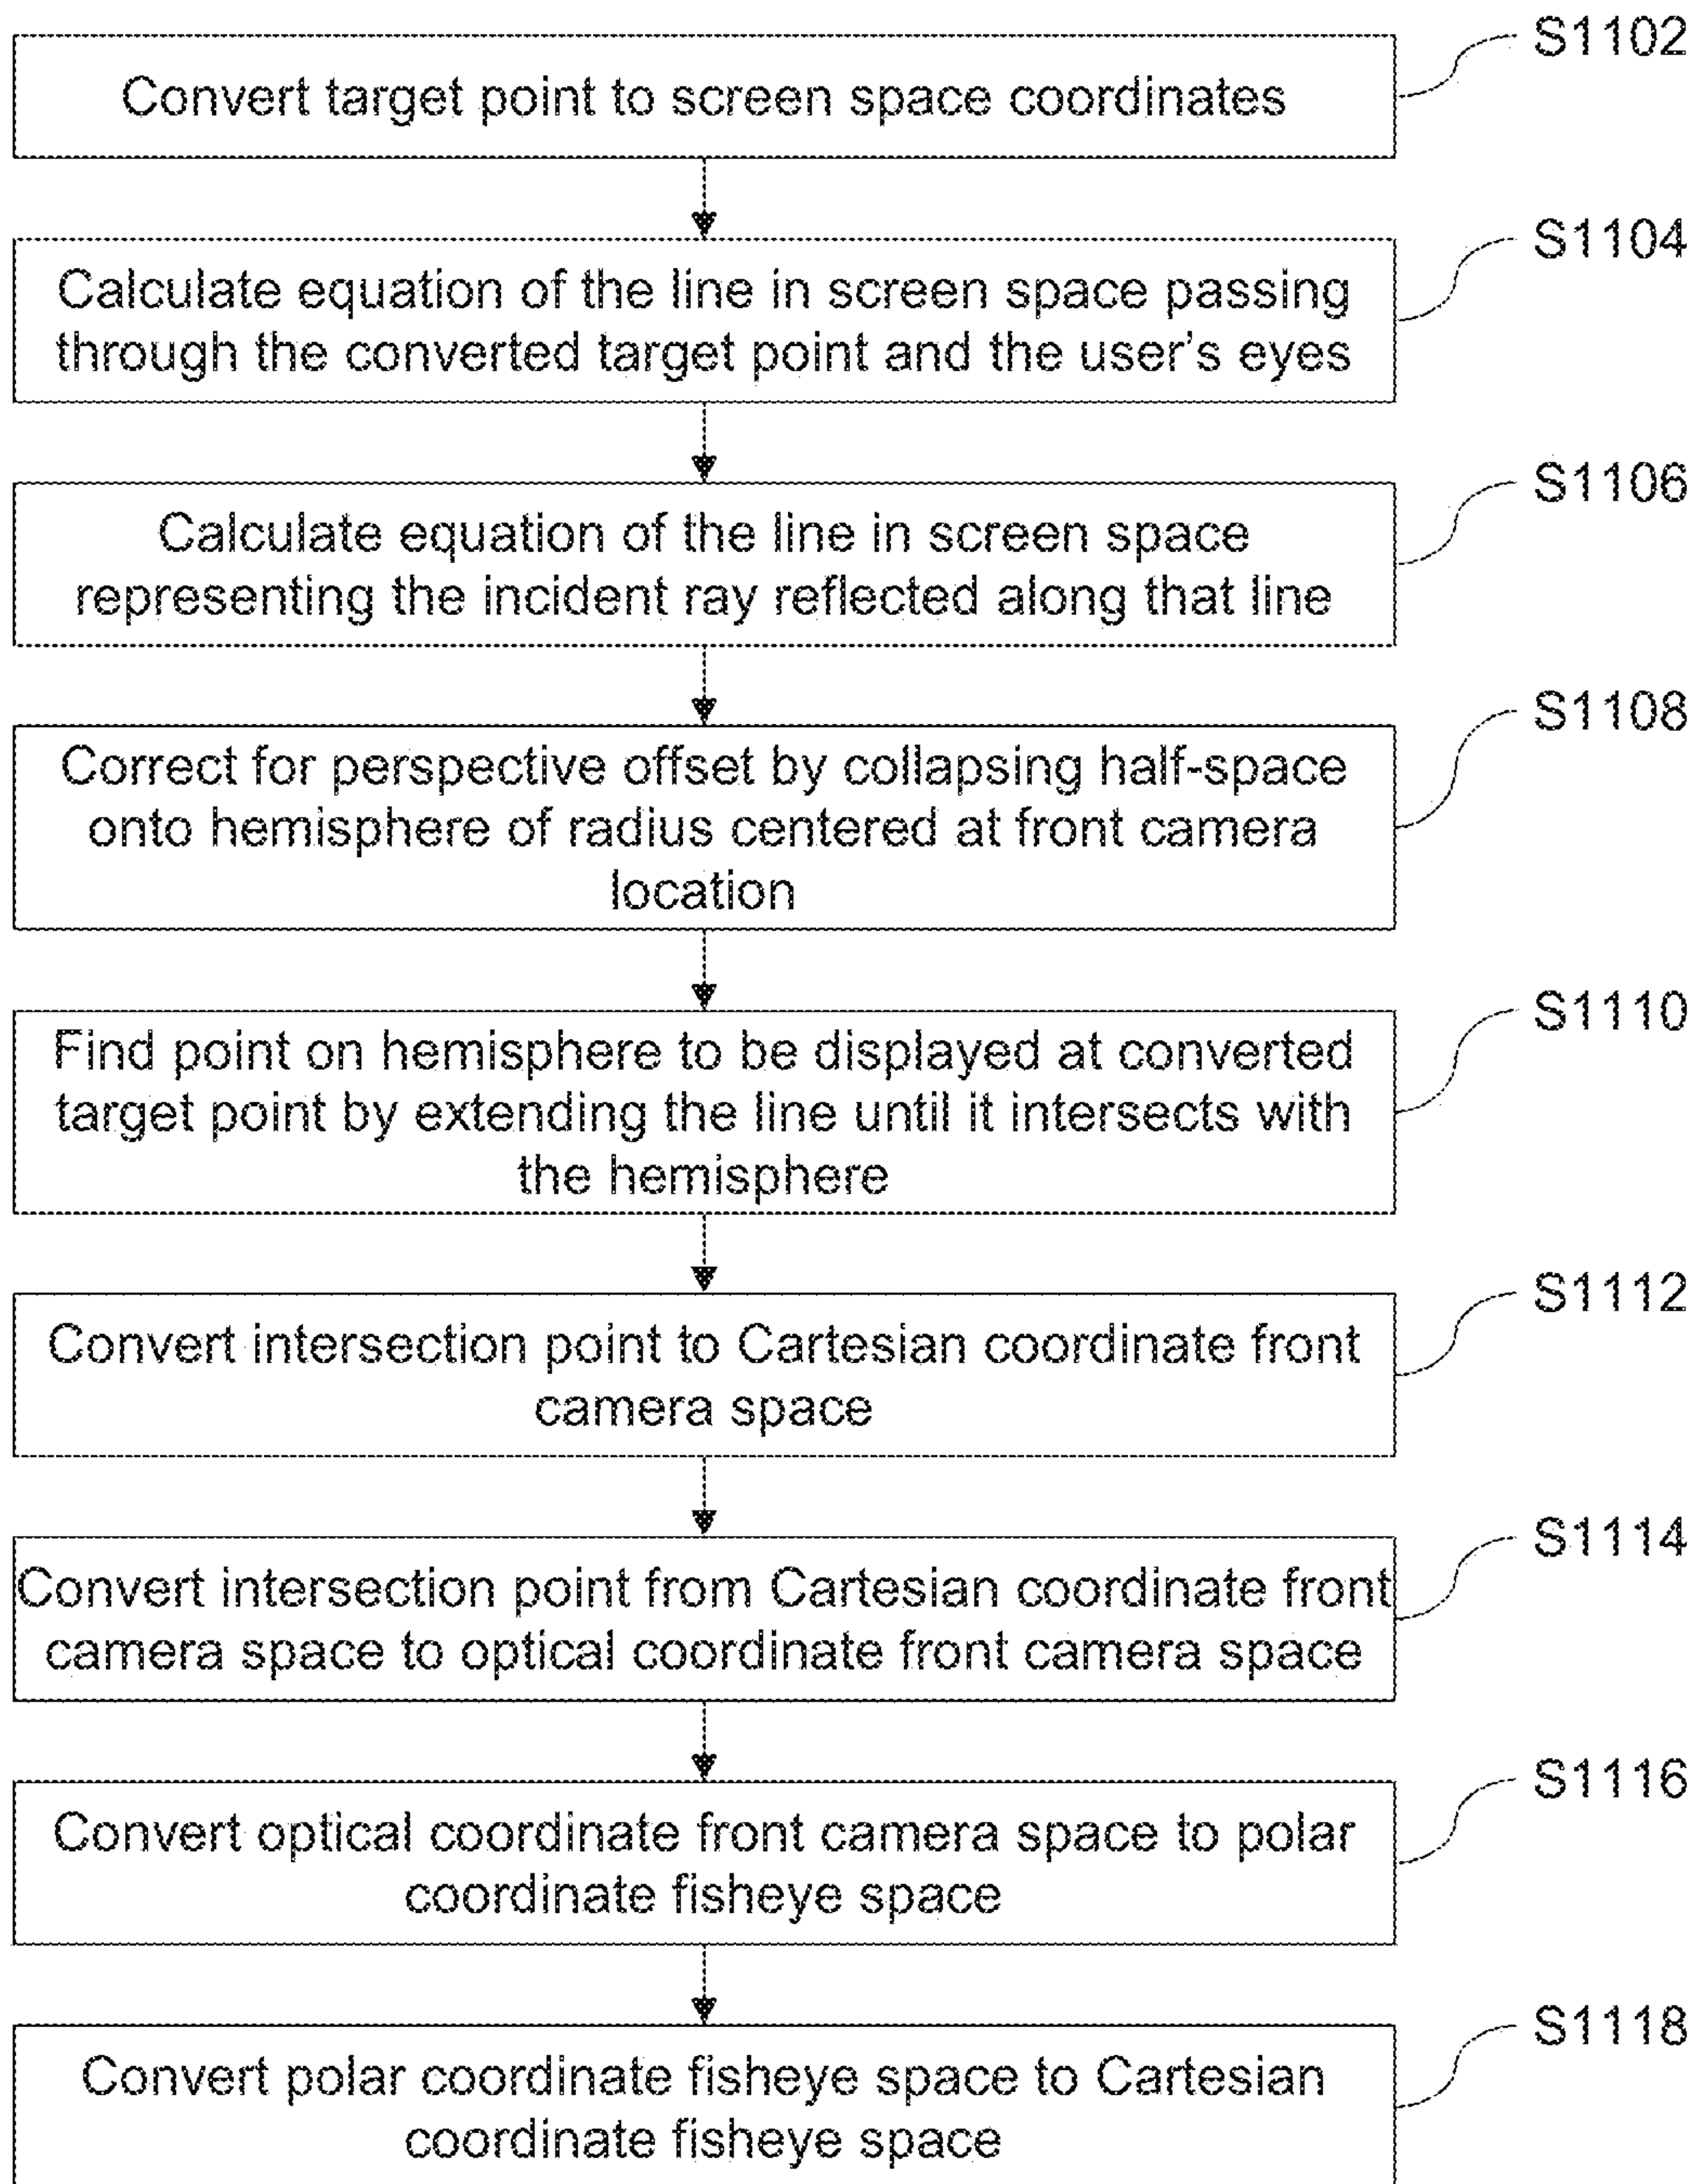 S1102
Convert target point to screen space coordinates
S1104
Calculate equation of the line in screen space passing
through the converted target point and the user's eyes
S1106
Calculate equation of the line in screen space
representing the incident ray reflected along that line
S1108
Correct for perspective offset by collapsing half-space
onto hemisphere of radius centered at front camera
location
S1110
Find point on hemisphere to be displayed at converted
target point by extending the line until it intersects with
the hemisphere
S1112
Convert intersection point to Cartesian coordinate front
camera space
S1114
Convert intersection point from Cartesian coordinate front
camera space to optical coordinate front camera space
S1116
Convert optical coordinate front camera space to polar
coordinate fisheye space
S1118
Convert polar coordinate fisheye space to Cartesian
coordinate fisheye space